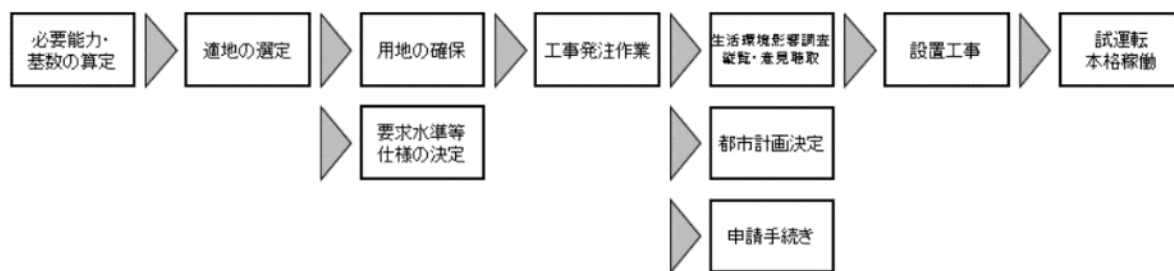 必要能力・
基数の算定
適地の選定
用地の確保
工事発注作業
生活環境影響調査
縦覧・意見聴取
設置工事
試運転
本格稼働
要求水準等
仕様の決定
都市計画決定
申請手続き